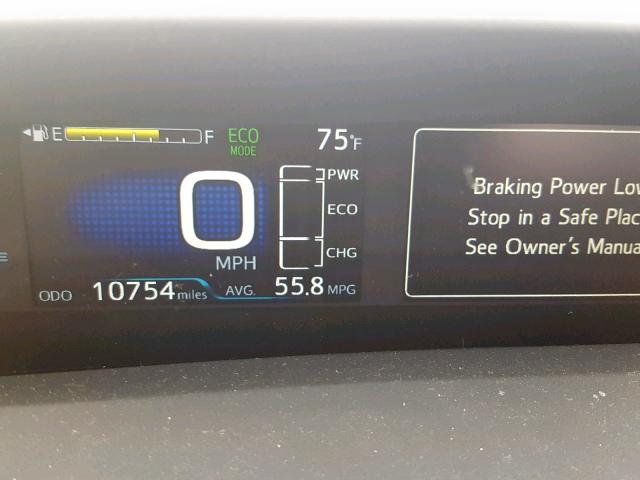 E F ECO MODE 75°F
PWR
0 ECO
MPH CHG
ODO 10754 miles AVG. 55.8 MPG
Braking Power Low
Stop in a Safe Plac
See Owner's Manua